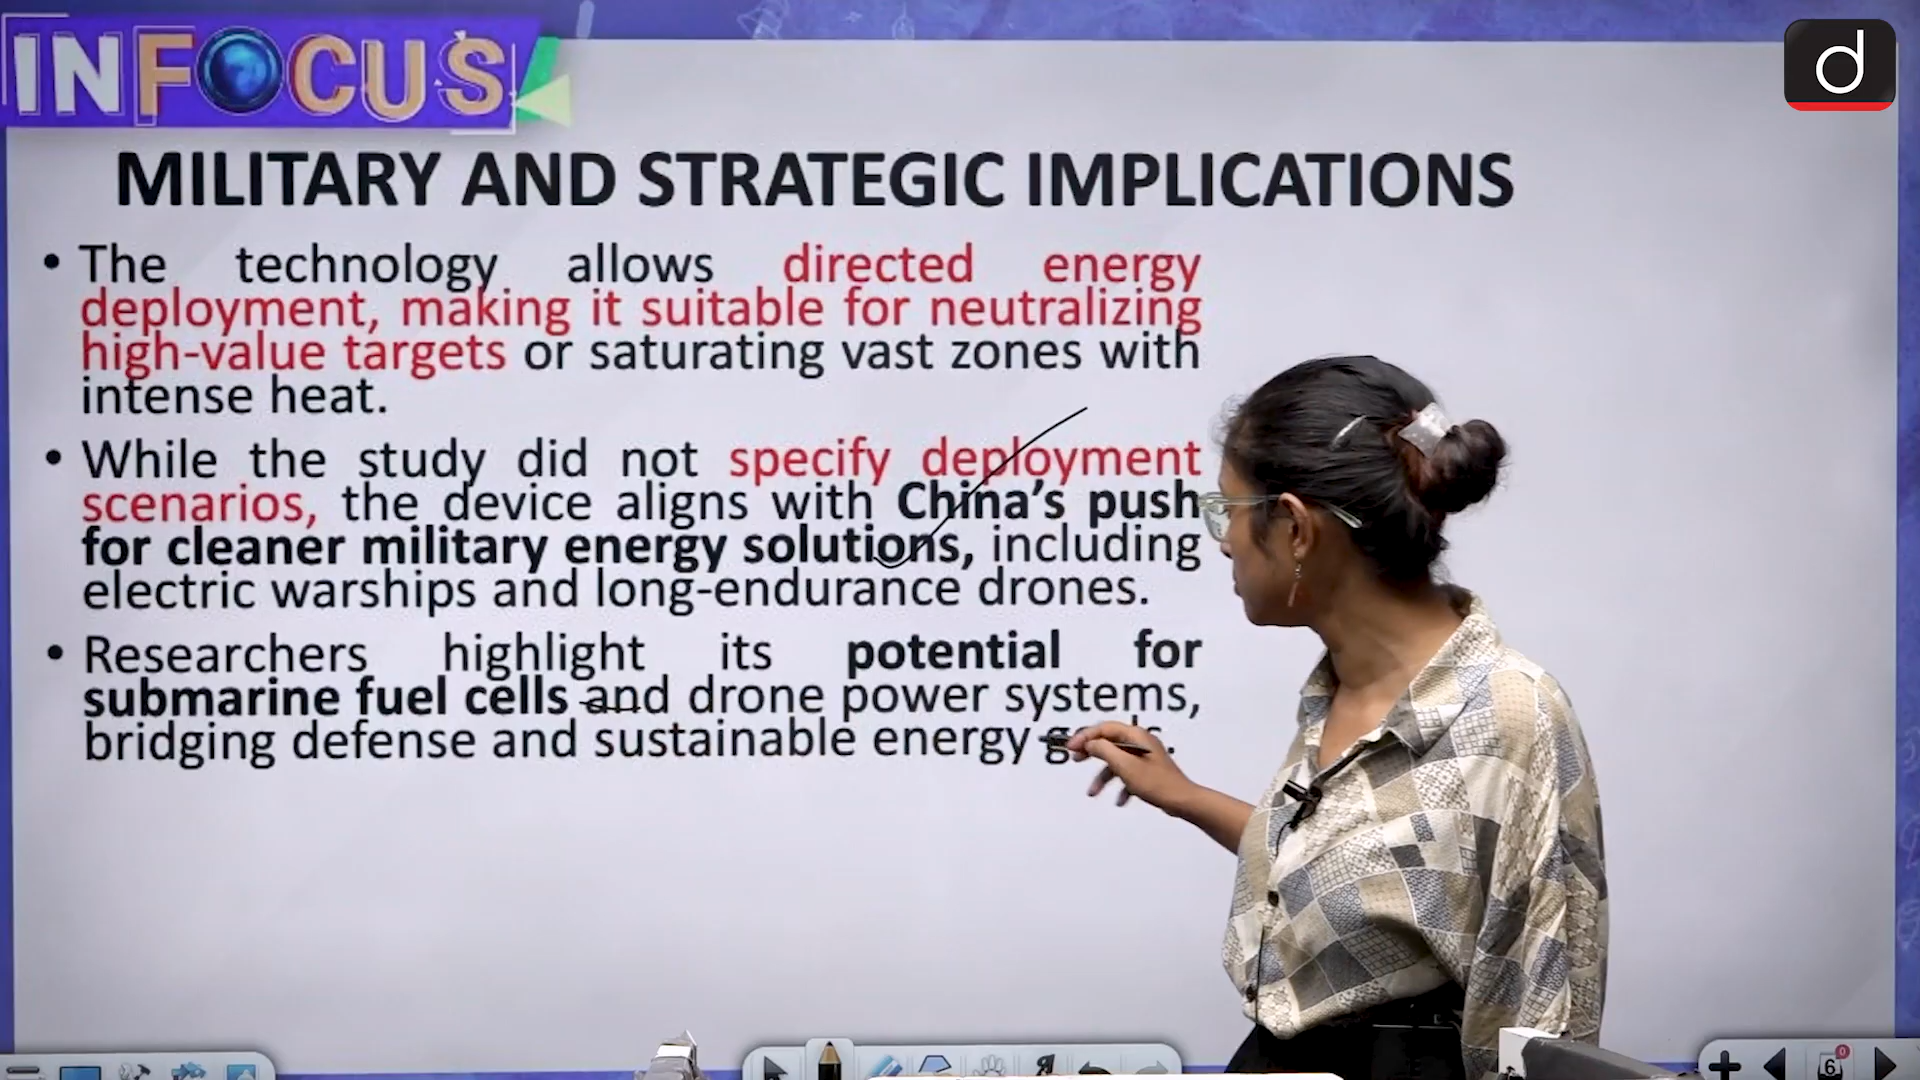 INFOCUS
d
MILITARY AND STRATEGIC IMPLICATIONS
• The technology allows directed energy
deployment, making it suitable for neutralizing
high-value targets or saturating vast zones with
intense heat.
• While the study did not specify deployment
scenarios, the device aligns with China's push
for cleaner military energy solutions, including
electric warships and long-endurance drones.
• Researchers highlight its potential for
submarine fuel cells and drone power systems,
bridging defense and sustainable energy
6
0